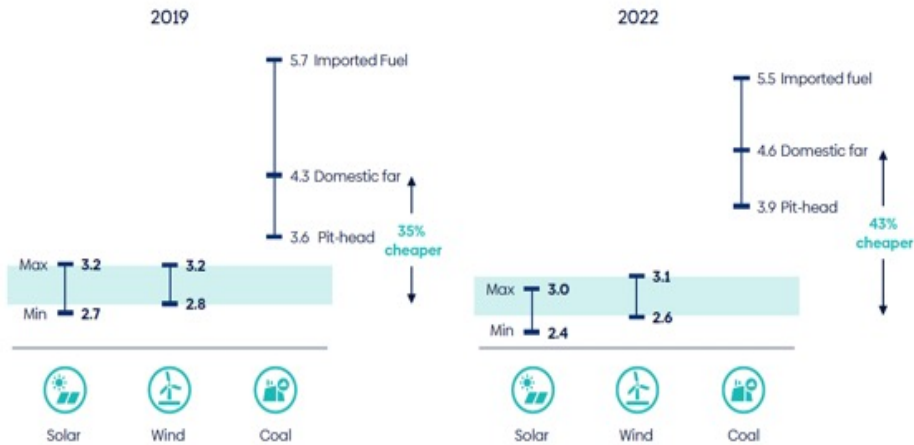 2019
5.7 Imported Fuel
4.3 Domestic far
3.6 Pit-head
35%
cheaper
Max 3.2
3.2
Min 2.7
2.8
Solar
Wind
Coal
2022
5.5 Imported fuel
4.6 Domestic far
3.9 Pit-head
43%
cheaper
Max 3.0
3.1
Min 2.4
2.6
Solar
Wind
Coal